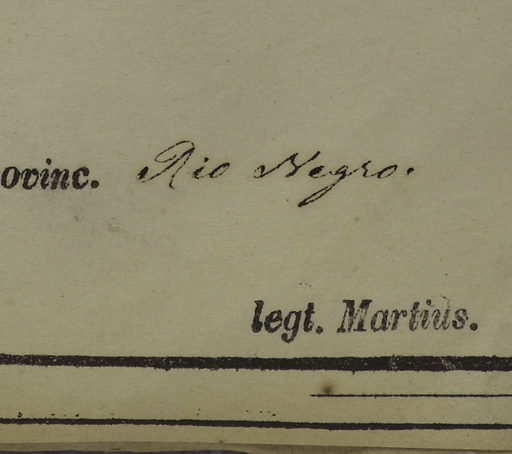 ovinc. Rio Negro.
legt. Martius.